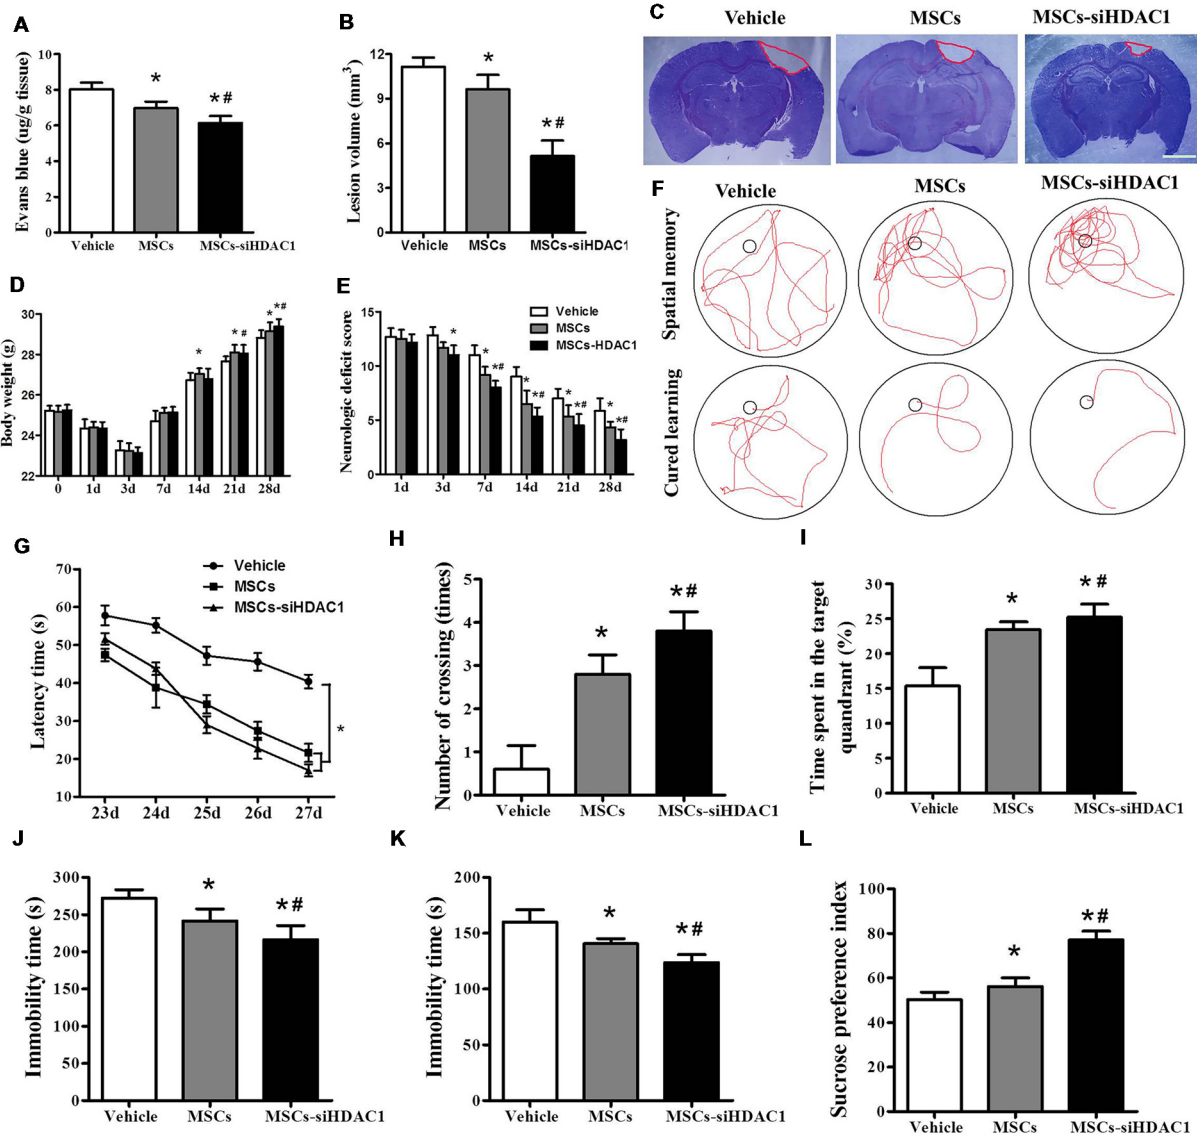 A
Evans blue (ug/g tissue)
10
8
6
4
2
0
*
*#
Vehicle MSCs MSCs-siHDAC1
B
Lesion volume (mm3)
12
9
6
3
0
*
*#
Vehicle MSCs MSCs-siHDAC1
C
Vehicle MSCs MSCs-siHDAC1
D
Body weight (g)
30
28
26
24
22
*
* #
* *#
0 1d 3d 7d 14d 21d 28d
E
Neurologic deficit score
15
10
5
0
Vehicle
MSCs
MSCs-HDAC1
*
* *#
* *#
* *#
* *#
1d 3d 7d 14d 21d 28d
F
Vehicle MSCs MSCs-siHDAC1
Spatial memory
Cured learning
G
Latency time (s)
70
60
50
40
30
20
10
Vehicle
MSCs
MSCs-siHDAC1
*
23d 24d 25d 26d 27d
H
Number of crossing (times)
5
4
3
2
1
0
*
*#
Vehicle MSCs MSCs-siHDAC1
I
Time spent in the target
quandrant (%)
30
25
20
15
10
5
0
*
*#
Vehicle MSCs MSCs-siHDAC1
J
Immobility time (s)
300
250
200
150
100
50
0
*
*#
Vehicle MSCs MSCs-siHDAC1
K
Immobility time (s)
200
150
100
50
0
*
*#
Vehicle MSCs MSCs-siHDAC1
L
Sucrose preference index
100
80
60
40
20
0
*
*#
Vehicle MSCs MSCs-siHDAC1